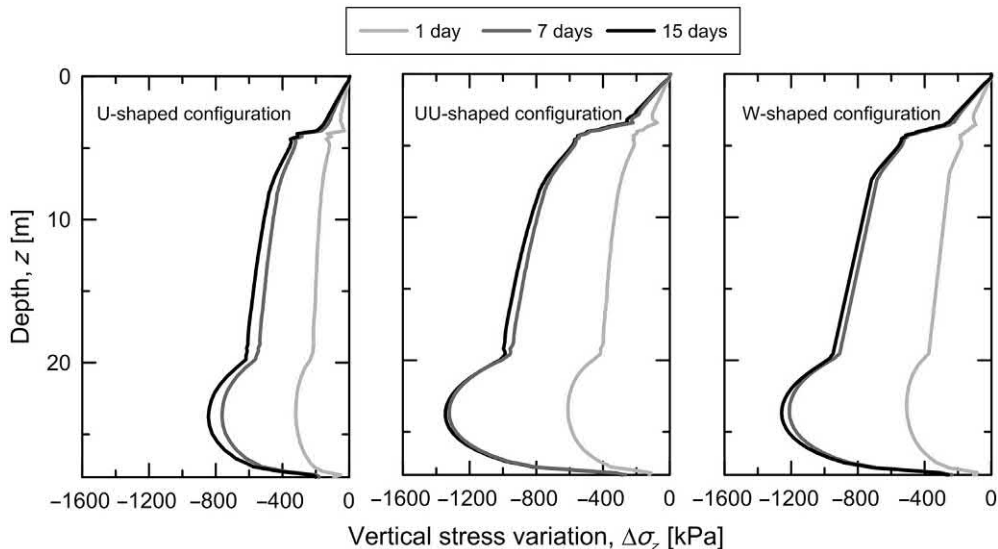 1 day 7 days 15 days
0
10
20
Depth, z [m]
U-shaped configuration
UU-shaped configuration
W-shaped configuration
−1600 −1200 −800 −400 0
−1200 −800 −400 0
−1600
−1200 −800 −400 0
−1600
Vertical stress variation, Δσz [kPa]